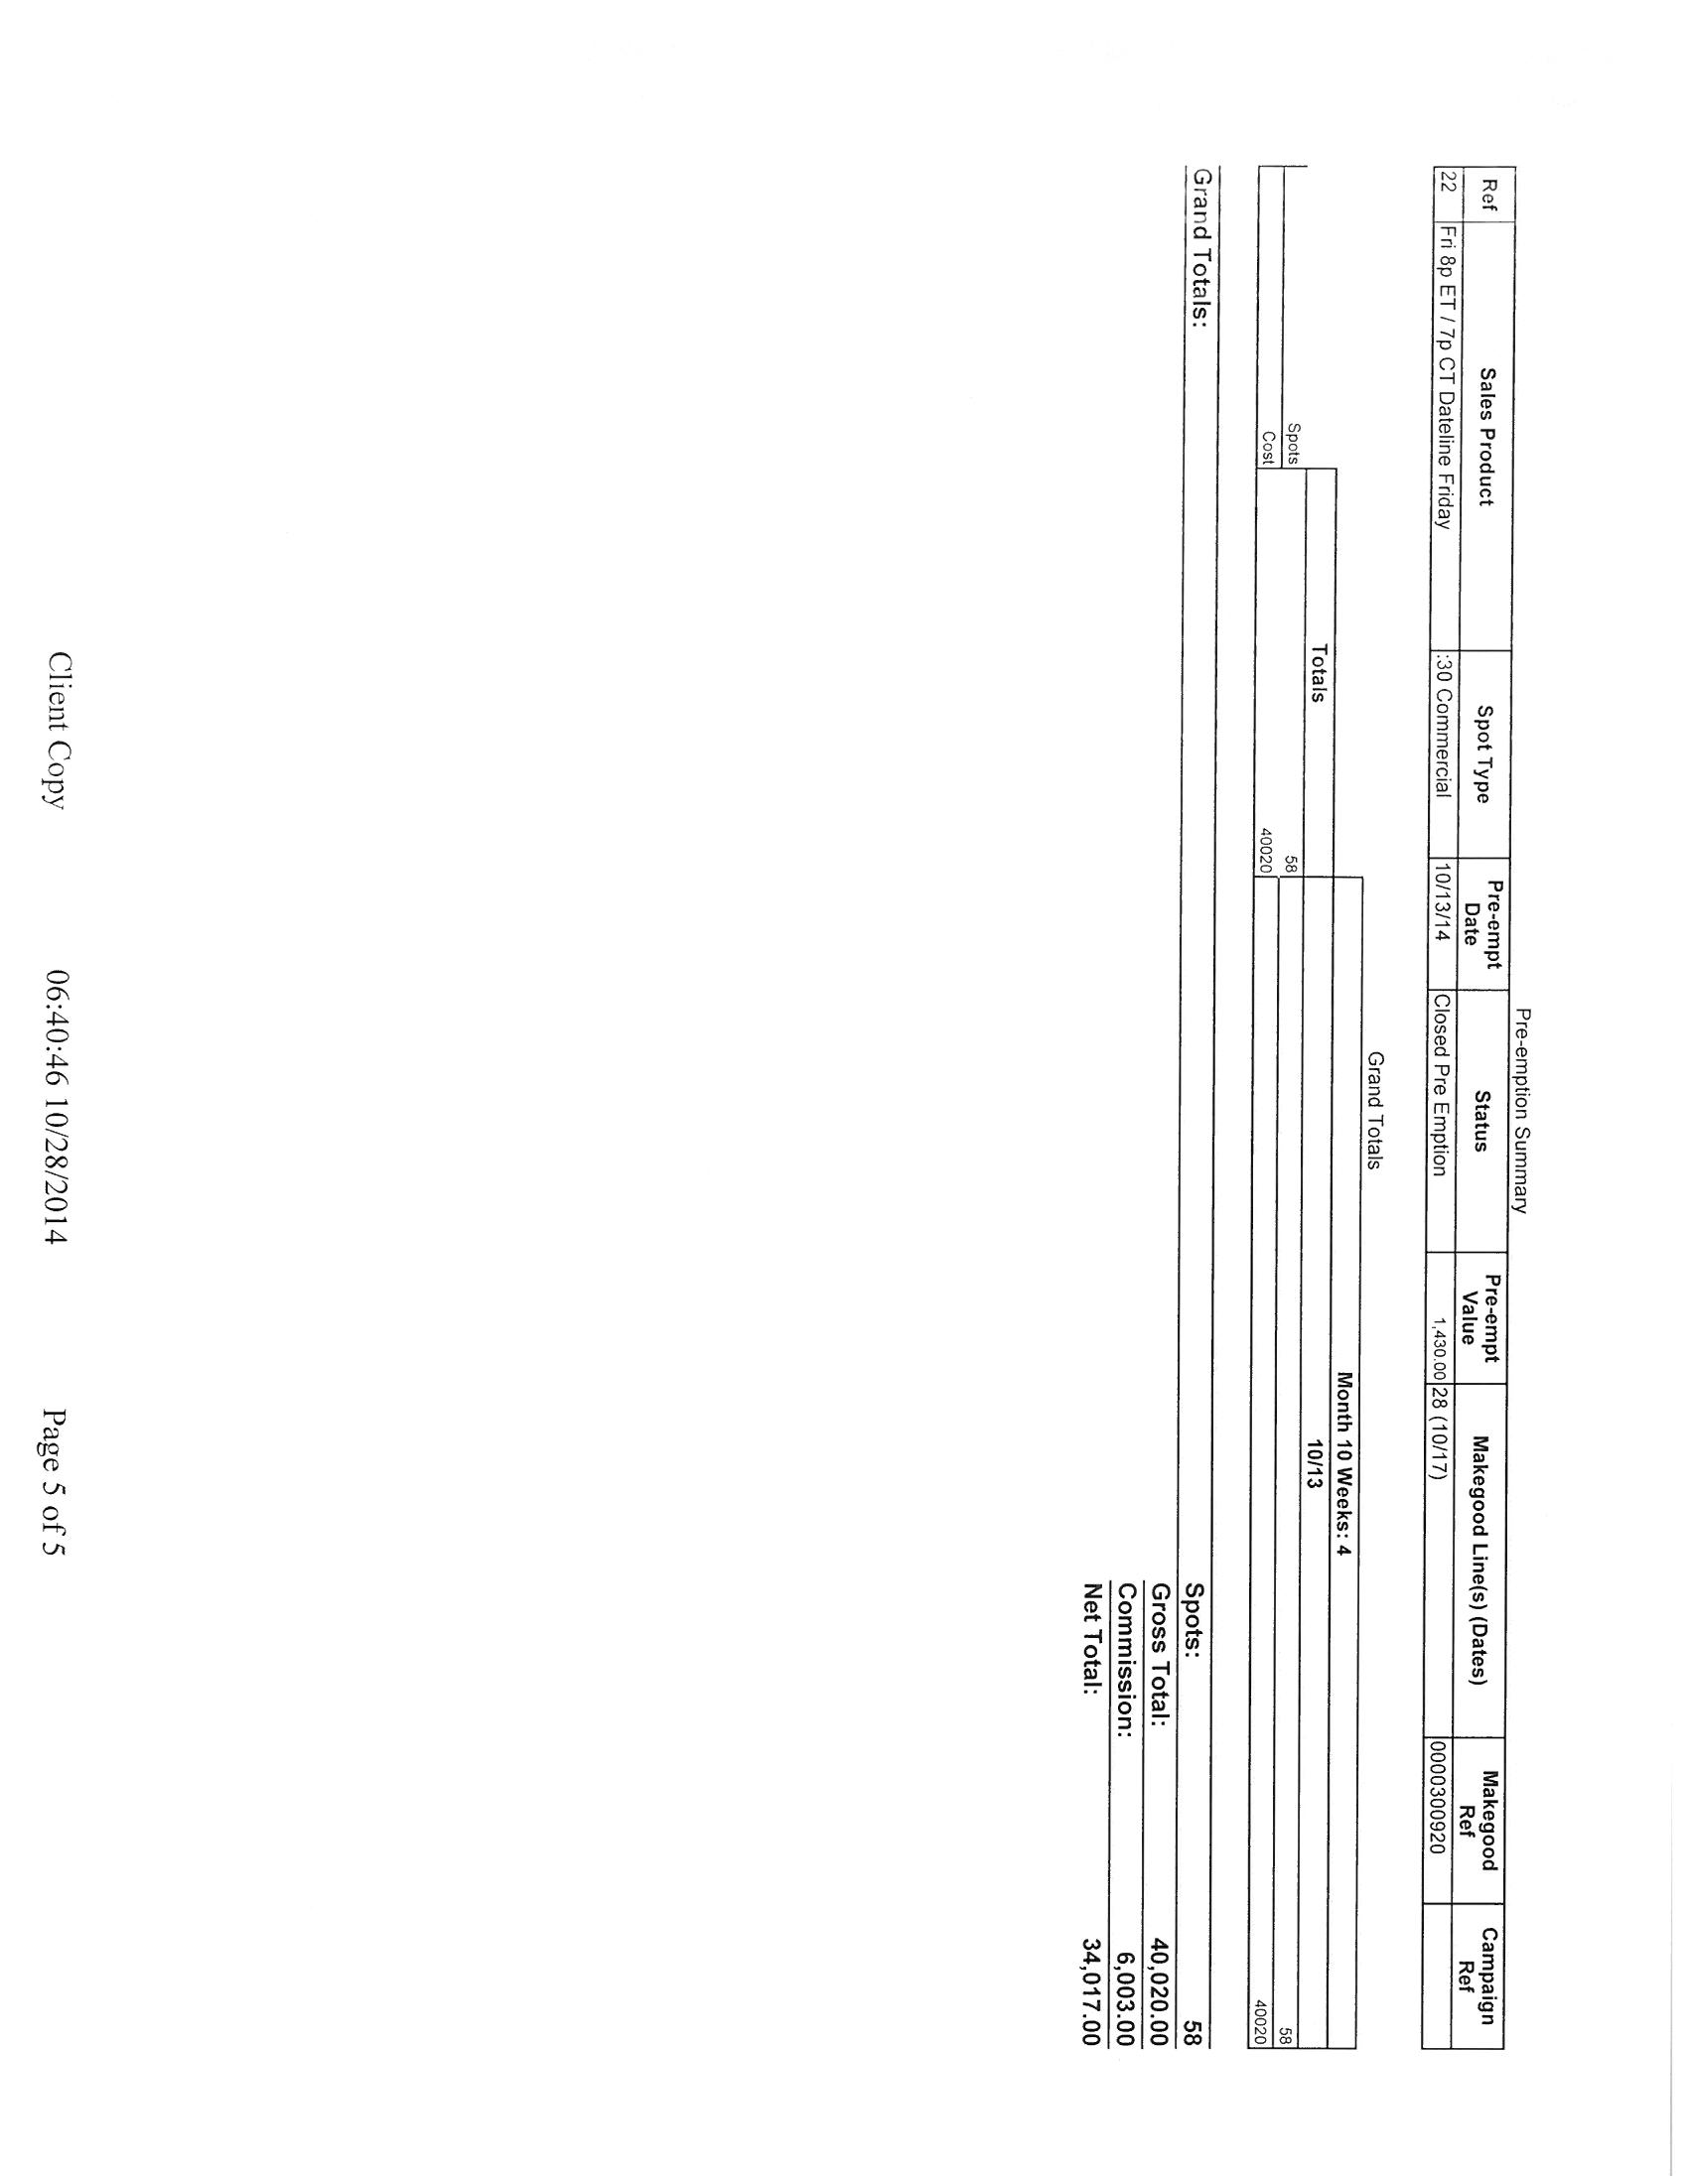 Pre-emption Summary
Ref Sales Product Spot Type Pre-empt Date Status Pre-empt Value Makegood Line(s) (Dates) Makegood Ref Campaign Ref
22 Fri 8p ET / 7p CT Dateline Friday :30 Commercial 10/13/14 Closed Pre Emption 1,430.00 28 (10/17) 0000300920
Grand Totals
Month 10 Weeks: 4
Totals 10/13
Spots 58 58
Cost 40020 40020
Grand Totals: Spots: 58
Gross Total: 40,020.00
Commission: 6,003.00
Net Total: 34,017.00
Client Copy 06:40:46 10/28/2014 Page 5 of 5